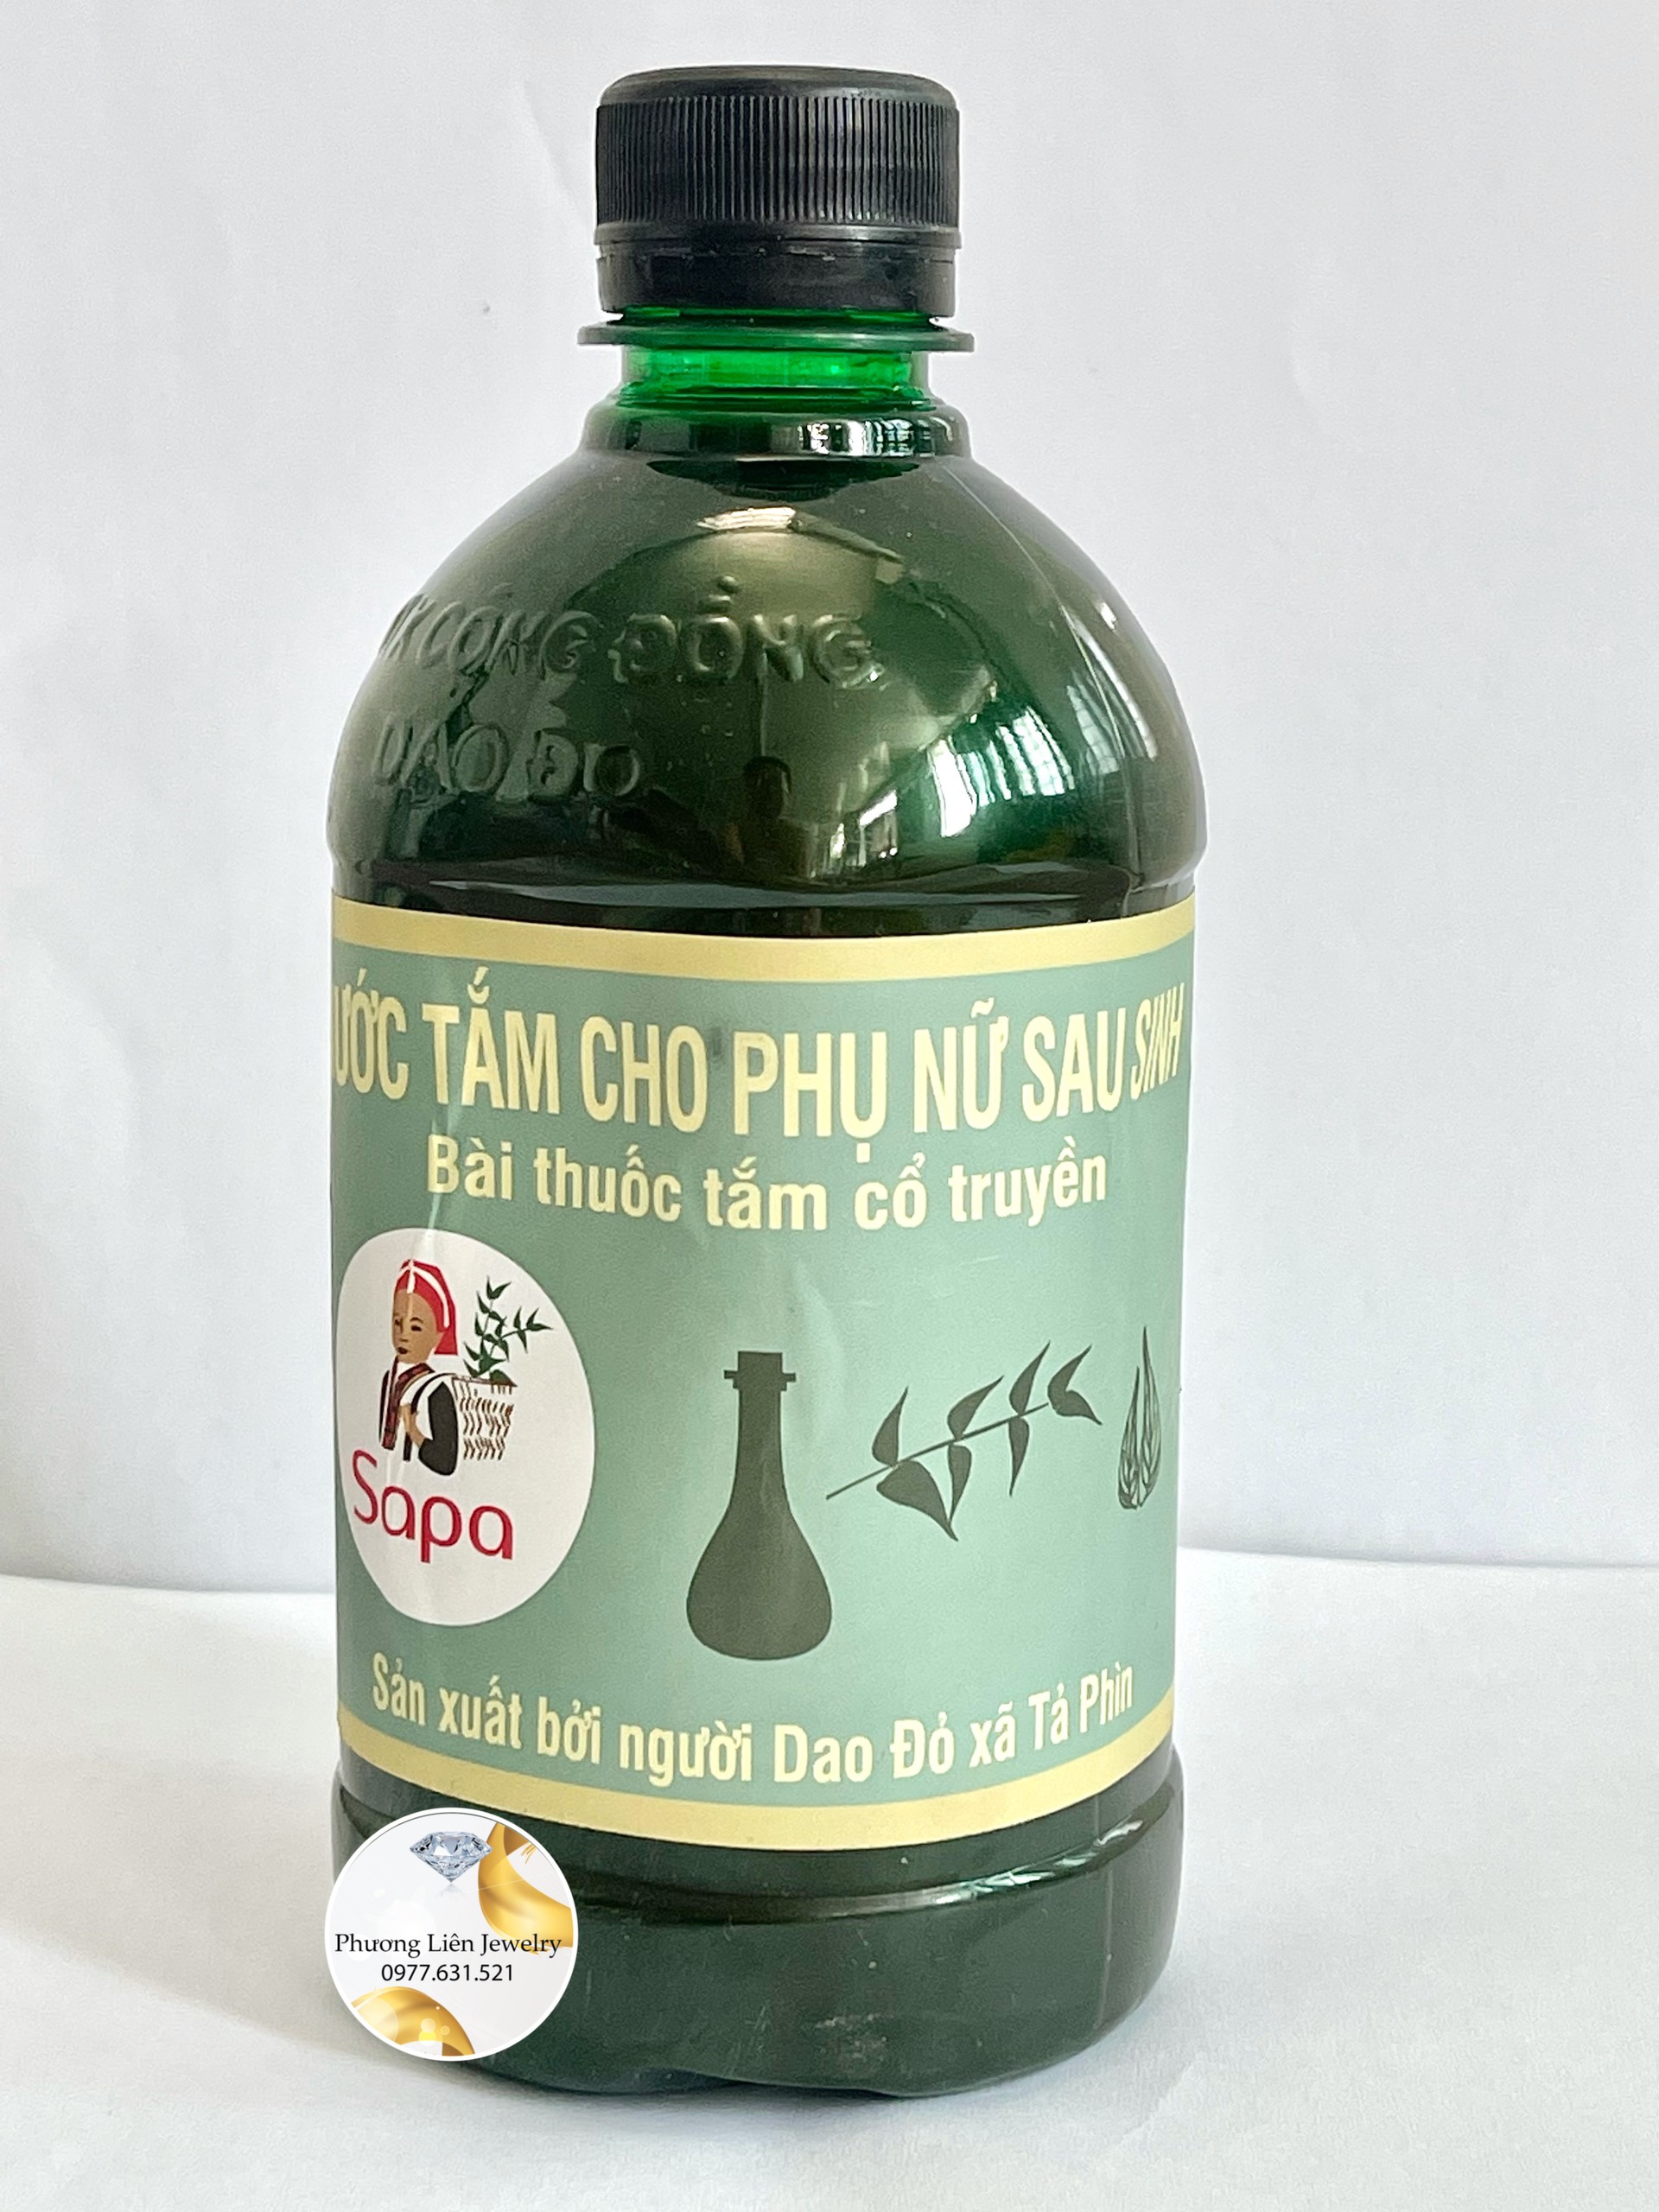 CỘNG ĐỒNG
DAO ĐỎ
ƯỚC TẮM CHO PHỤ NỮ SAU SINH
Bài thuốc tắm cổ truyền
Sapa
Sản xuất bởi người Dao Đỏ xã Tả Phìn
Phương Liên Jewelry
0977.631.521